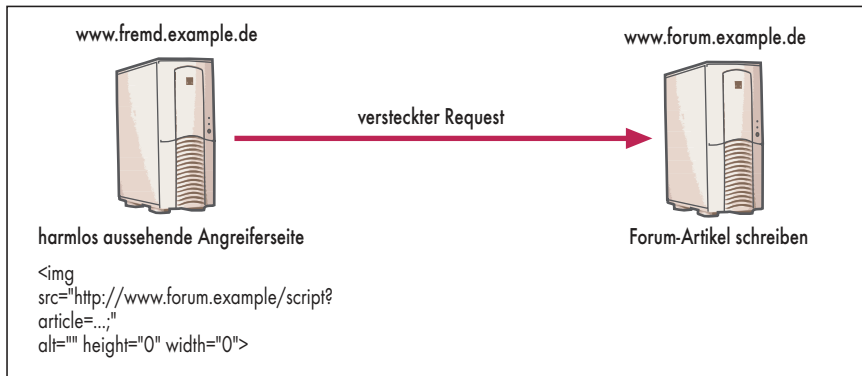 www.fremd.example.de
www.forum.example.de
versteckter Request
harmlos aussehende Angreiferseite
Forum-Artikel schreiben
<img
src="http://www.forum.example/script?
article=...;"
alt="" height="0" width="0">